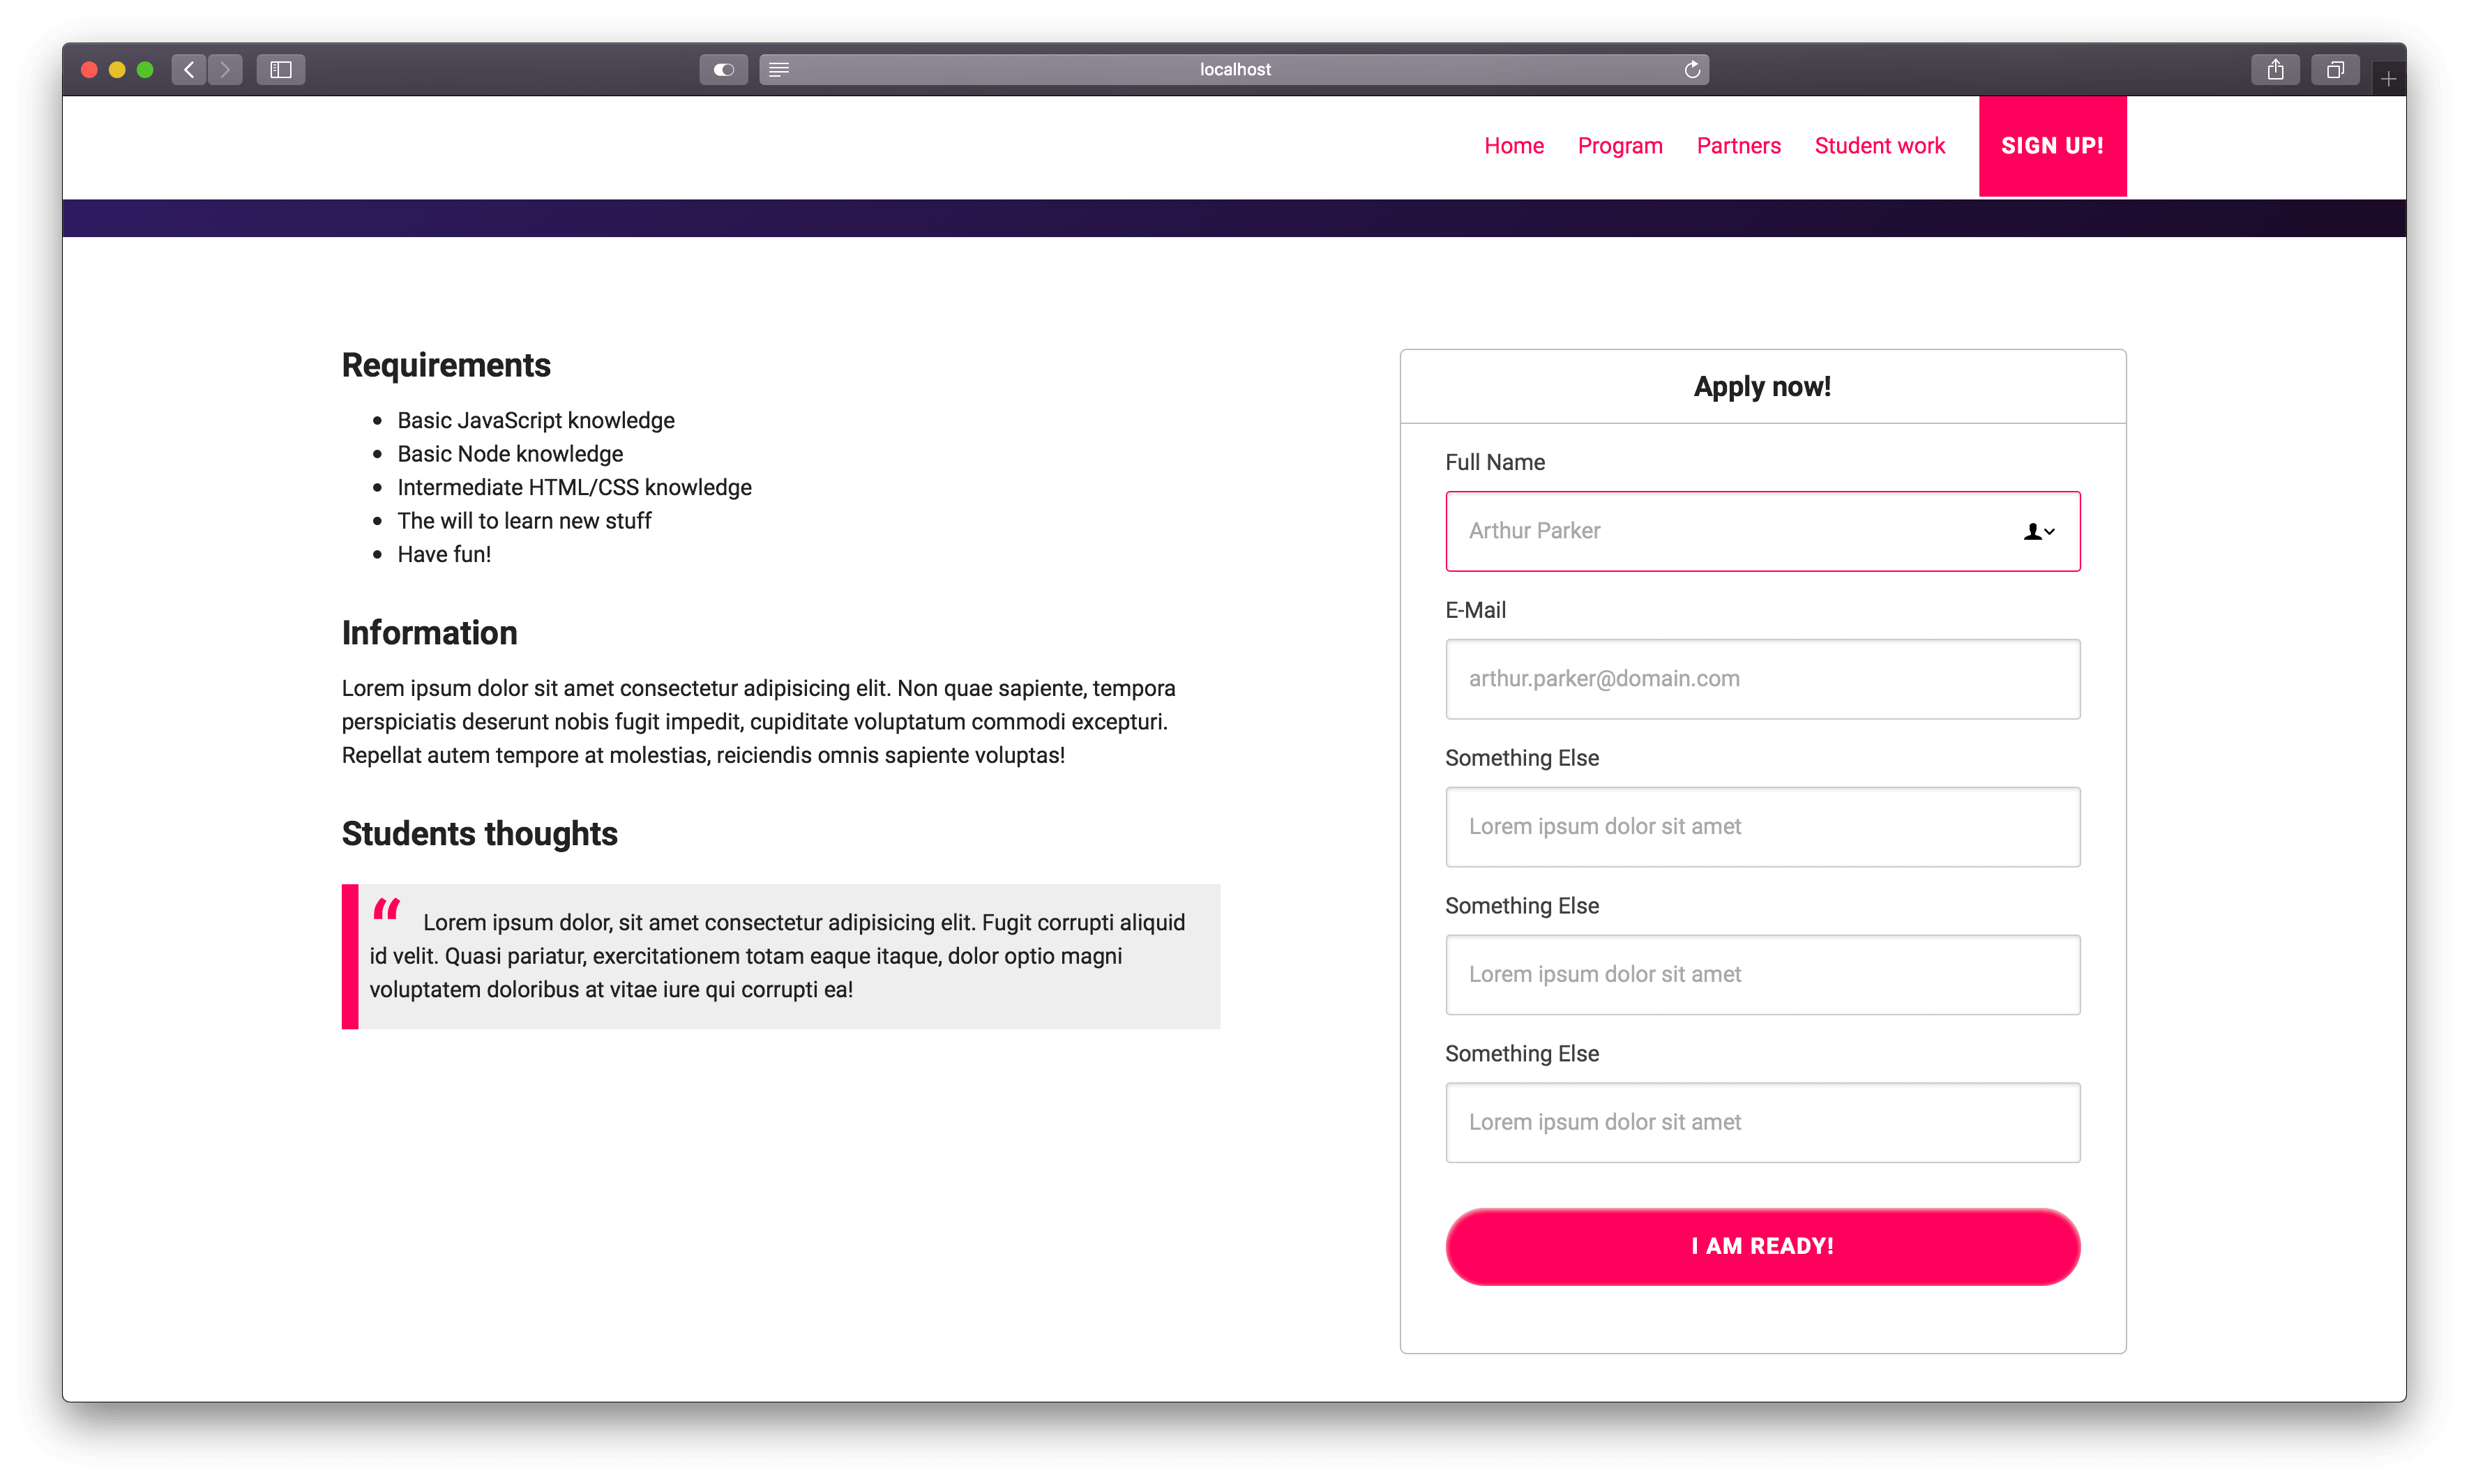 localhost
Home Program Partners Student work SIGN UP!
Requirements
• Basic JavaScript knowledge
• Basic Node knowledge
• Intermediate HTML/CSS knowledge
• The will to learn new stuff
• Have fun!
Information
Lorem ipsum dolor sit amet consectetur adipisicing elit. Non quae sapiente, tempora
perspiciatis deserunt nobis fugit impedit, cupiditate voluptatum commodi excepturi.
Repellat autem tempore at molestias, reiciendis omnis sapiente voluptas!
Students thoughts
“ Lorem ipsum dolor, sit amet consectetur adipisicing elit. Fugit corrupti aliquid
id velit. Quasi pariatur, exercitationem totam eaque itaque, dolor optio magni
voluptatem doloribus at vitae iure qui corrupti ea!
Apply now!
Full Name
Arthur Parker
E-Mail
arthur.parker@domain.com
Something Else
Lorem ipsum dolor sit amet
Something Else
Lorem ipsum dolor sit amet
Something Else
Lorem ipsum dolor sit amet
I AM READY!